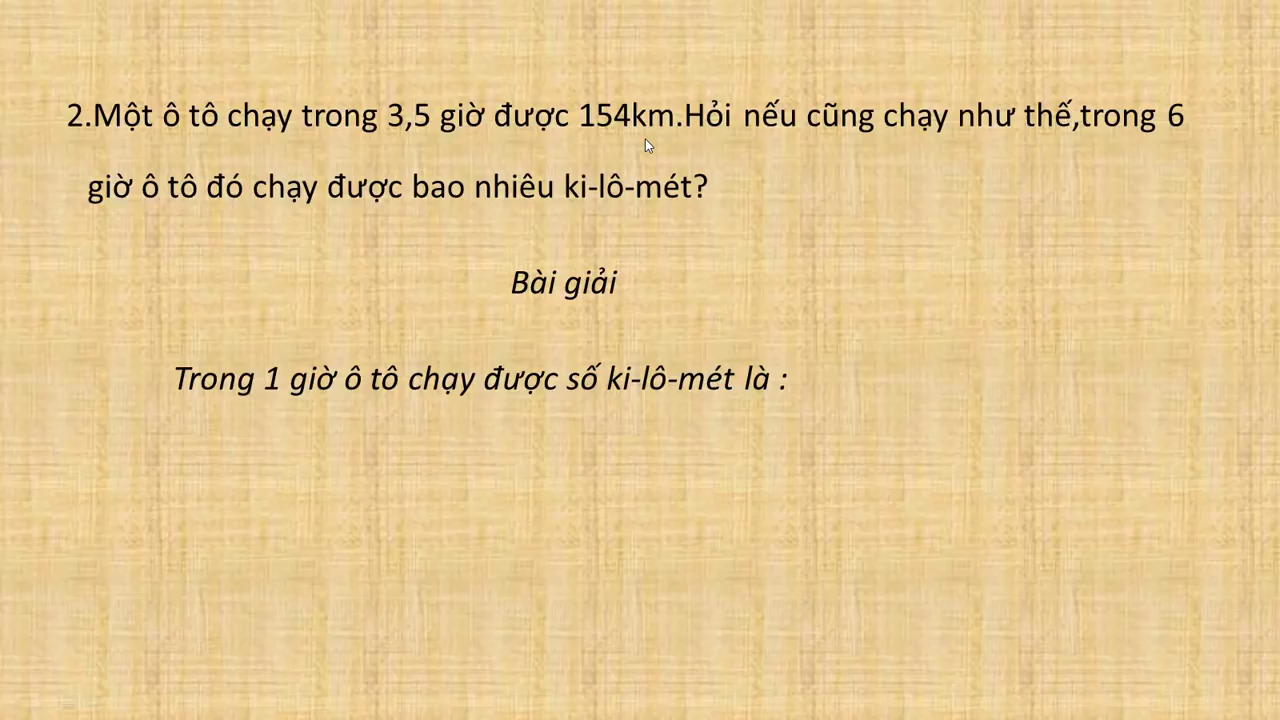 2.Một ô tô chạy trong 3,5 giờ được 154km.Hỏi nếu cũng chạy như thế,trong 6
giờ ô tô đó chạy được bao nhiêu ki-lô-mét?
Bài giải
Trong 1 giờ ô tô chạy được số ki-lô-mét là :